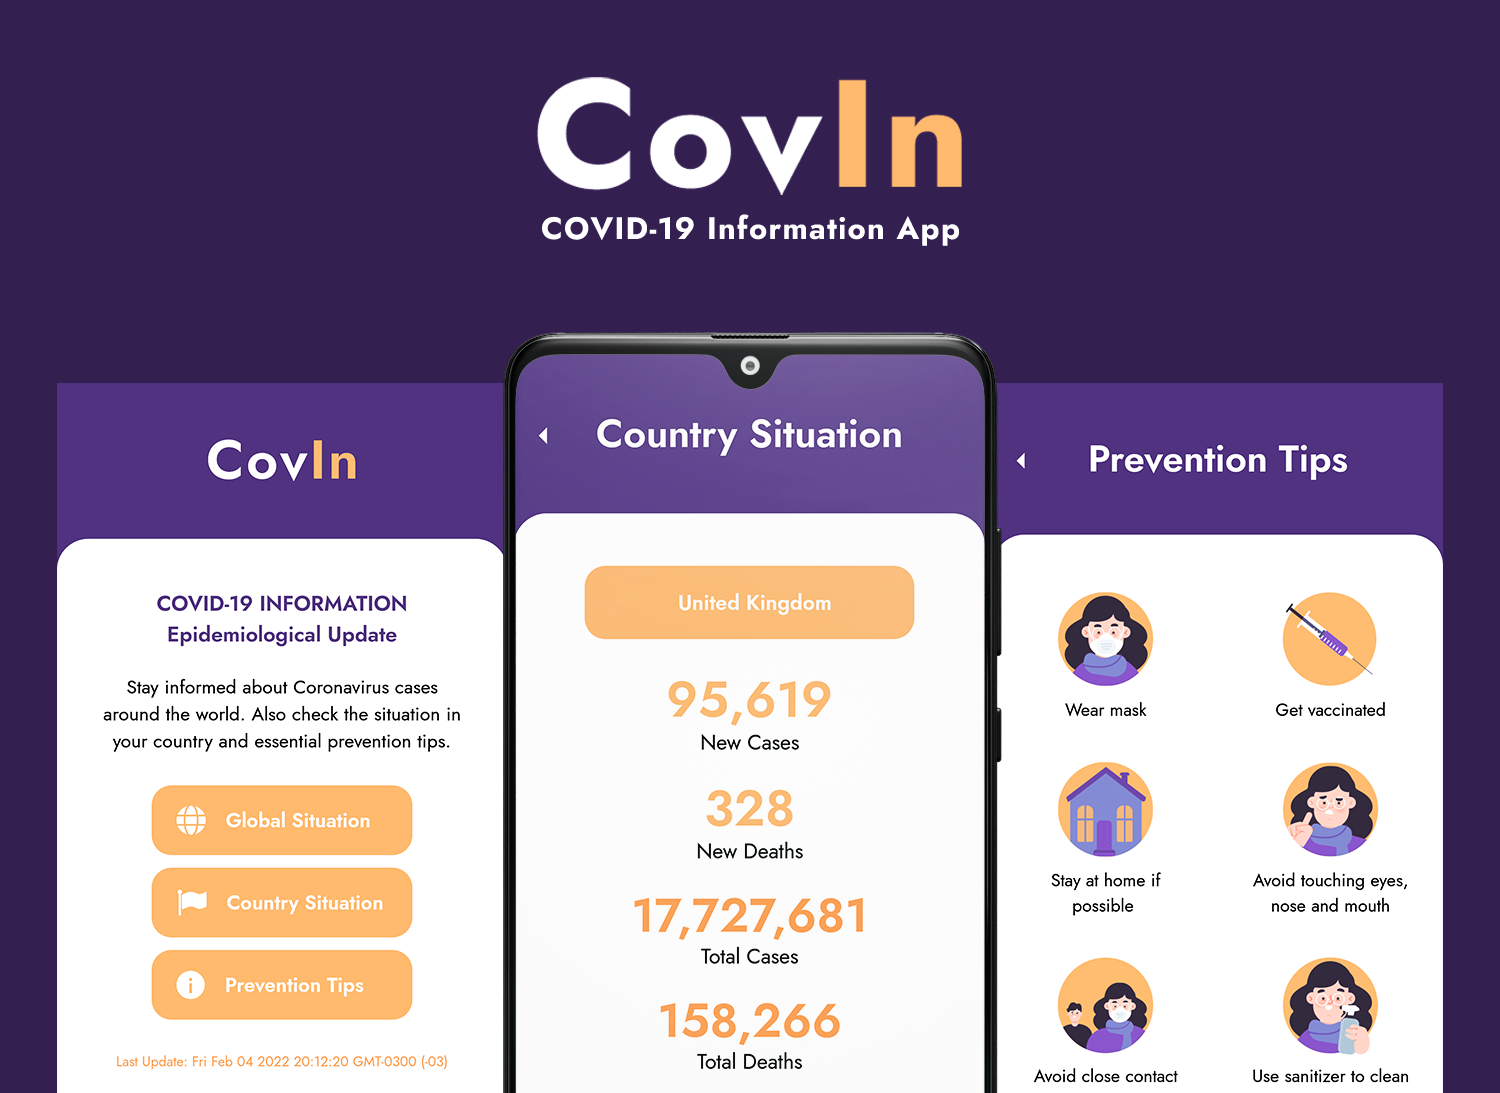 CovIn
COVID-19 Information App
CovIn
COVID-19 INFORMATION
Epidemiological Update
Stay informed about Coronavirus cases
around the world. Also check the situation in
your country and essential prevention tips.
Global Situation
Country Situation
Prevention Tips
Last Update: Fri Feb 04 2022 20:12:20 GMT-0300 (-03)
Country Situation
United Kingdom
95,619
New Cases
328
New Deaths
17,727,681
Total Cases
158,266
Total Deaths
Prevention Tips
Wear mask
Get vaccinated
Stay at home if
possible
Avoid touching eyes,
nose and mouth
Avoid close contact
Use sanitizer to clean